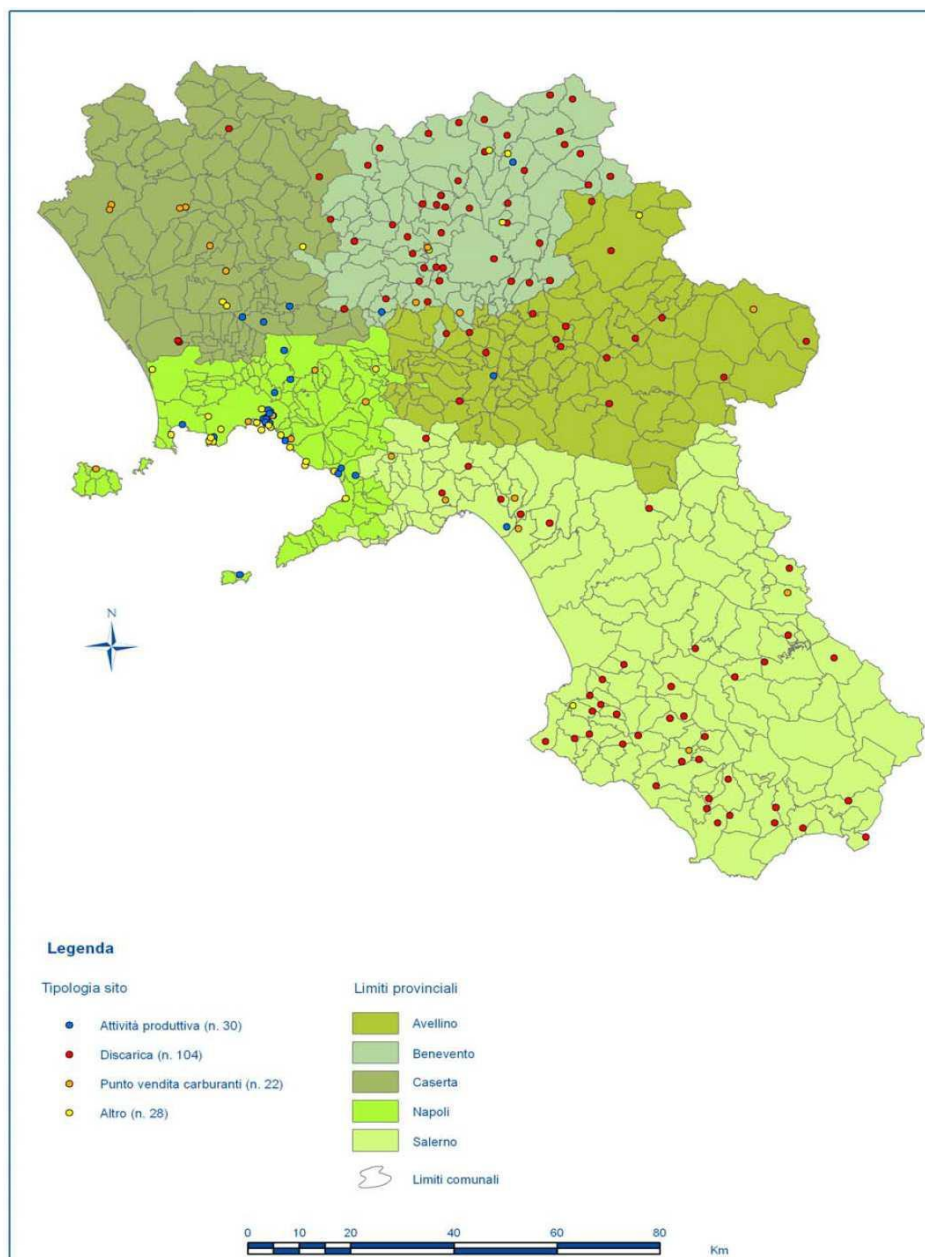 N
Legenda
Tipologia sito
Attività produttiva (n. 30)
Discarica (n. 104)
Punto vendita carburanti (n. 22)
Altro (n. 28)
Limiti provinciali
Avellino
Benevento
Caserta
Napoli
Salerno
Limiti comunali
0 10 20 40 60 80
Km